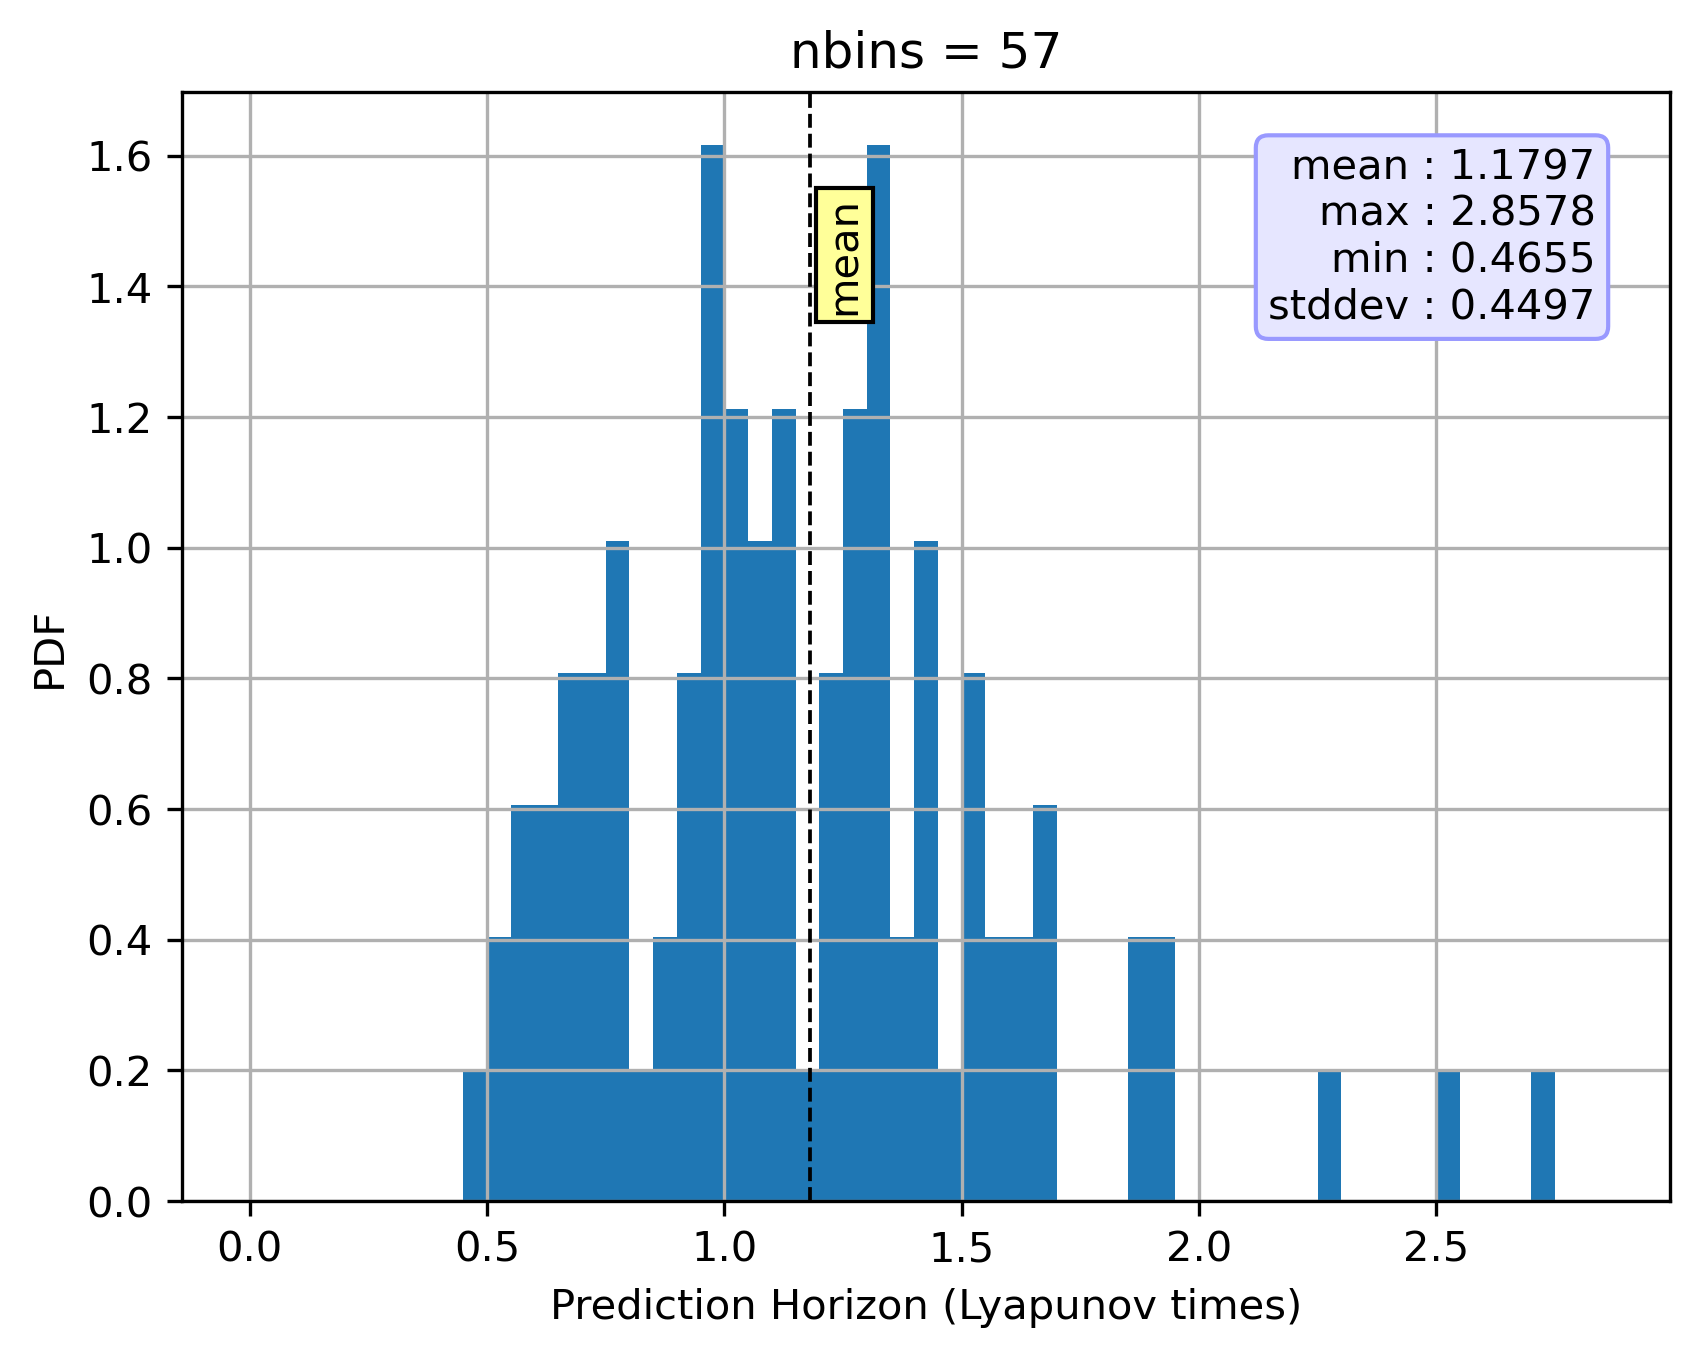 nbins = 57
mean : 1.1797
max : 2.8578
min : 0.4655
stddev : 0.4497
mean
PDF
1.6
1.4
1.2
1.0
0.8
0.6
0.4
0.2
0.0
0.0 0.5 1.0 1.5 2.0 2.5
Prediction Horizon (Lyapunov times)